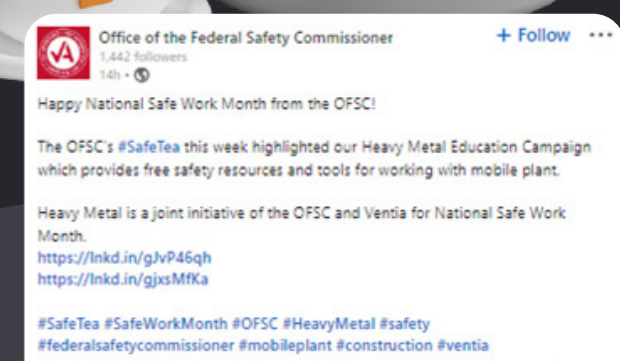 Office of the Federal Safety Commissioner
+ Follow ...
1,442 followers
14h •
Happy National Safe Work Month from the OFSC!
The OFSC's #SafeTea this week highlighted our Heavy Metal Education Campaign
which provides free safety resources and tools for working with mobile plant.
Heavy Metal is a joint initiative of the OFSC and Ventia for National Safe Work
Month.
https://lnkd.in/gJvP46qh
https://lnkd.in/gjxsMfKa
#SafeTea #SafeWorkMonth #OFSC #HeavyMetal #safety
#federalsafetycommissioner #mobileplant #construction #ventia